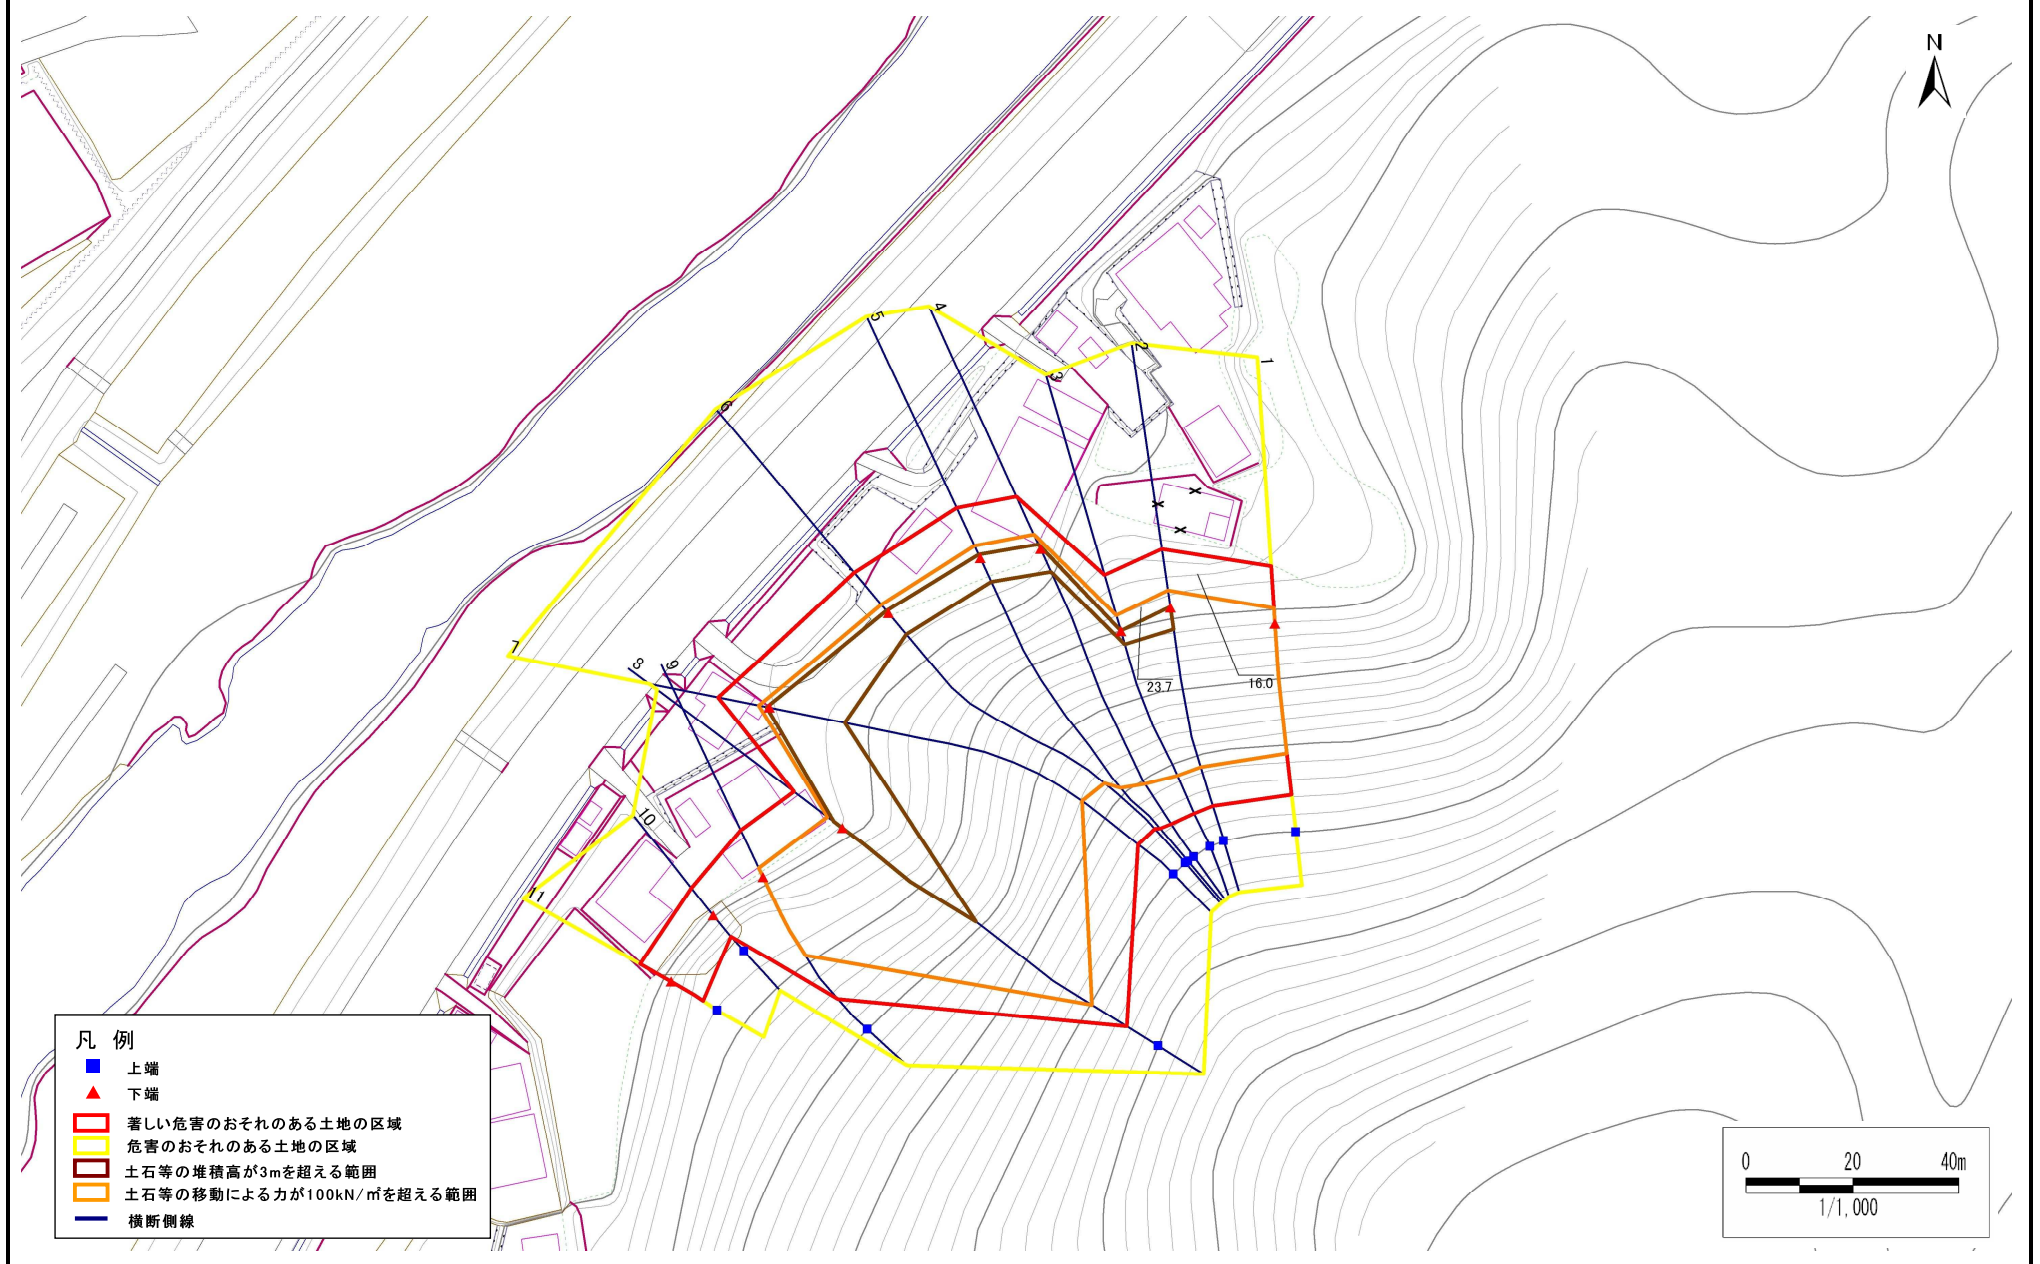 N
4
5
2
1
3
6
7
8
9
10
11
23.7
16.0
凡 例
上端
下端
著しい危害のおそれのある土地の区域
危害のおそれのある土地の区域
土石等の堆積高が3mを超える範囲
土石等の移動による力が100kN/㎡を超える範囲
横断側線
0 20 40m
1/1,000